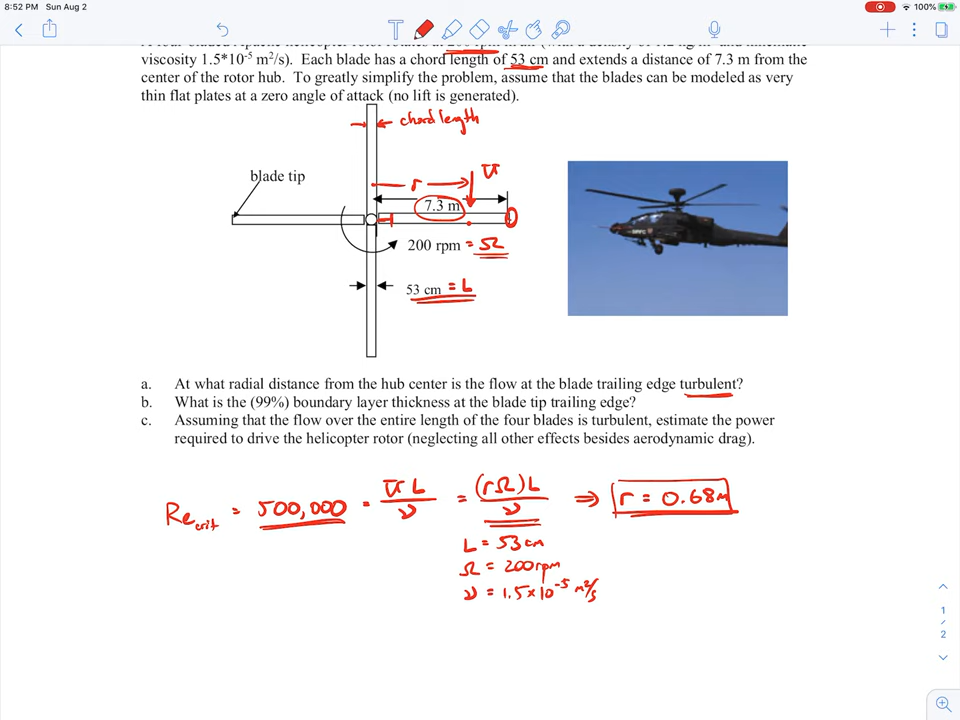 8:52 PM Sun Aug 2
100%
viscosity 1.5*10-5 m2/s). Each blade has a chord length of 53 cm and extends a distance of 7.3 m from the
center of the rotor hub. To greatly simplify the problem, assume that the blades can be modeled as very
thin flat plates at a zero angle of attack (no lift is generated).
chord length
blade tip
r
U
7.3 m
200 rpm = Ω
53 cm = L
a. At what radial distance from the hub center is the flow at the blade trailing edge turbulent?
b. What is the (99%) boundary layer thickness at the blade tip trailing edge?
c. Assuming that the flow over the entire length of the four blades is turbulent, estimate the power
required to drive the helicopter rotor (neglecting all other effects besides aerodynamic drag).
Re crit = 500,000 = U L / ν = (rΩ) L / ν ⇒ r = 0.68 m
L = 53 cm
Ω = 200 rpm
ν = 1.5 × 10-5 m2/s
1
/
2